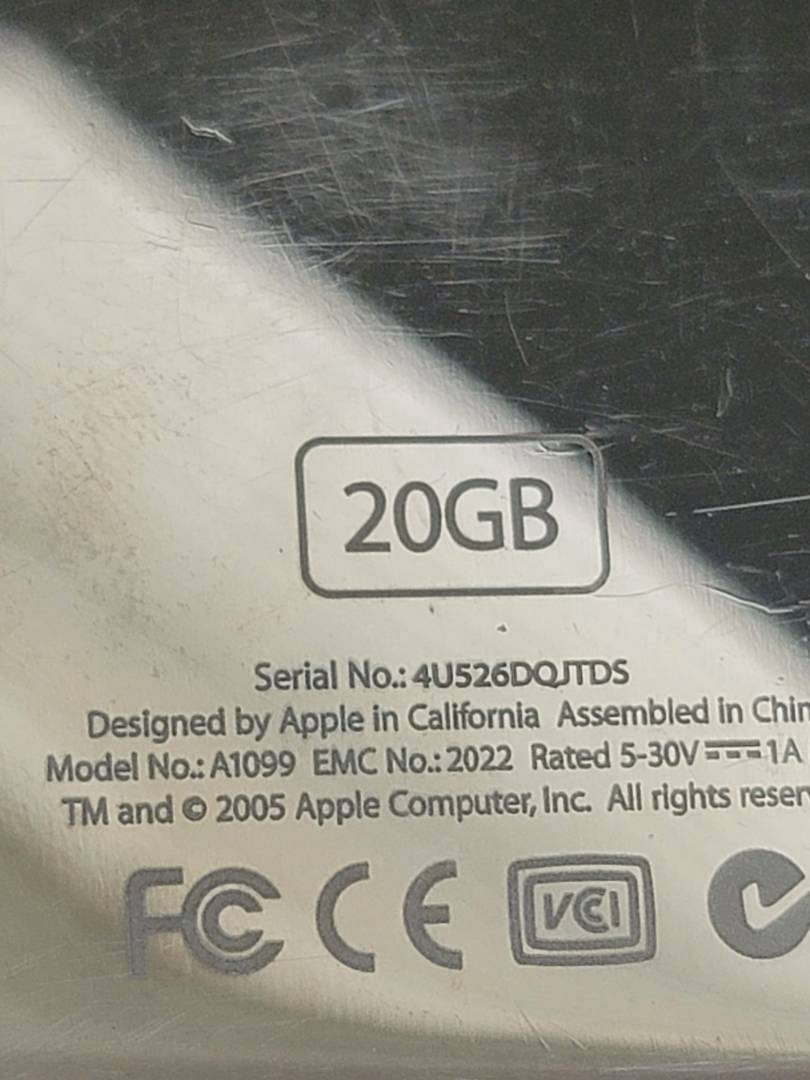 20GB
Serial No.: 4U526DQJTDS
Designed by Apple in California Assembled in Chin
Model No.: A1099 EMC No.: 2022 Rated 5-30V⎓1A
TM and © 2005 Apple Computer, Inc. All rights reser
FC CE VCCI